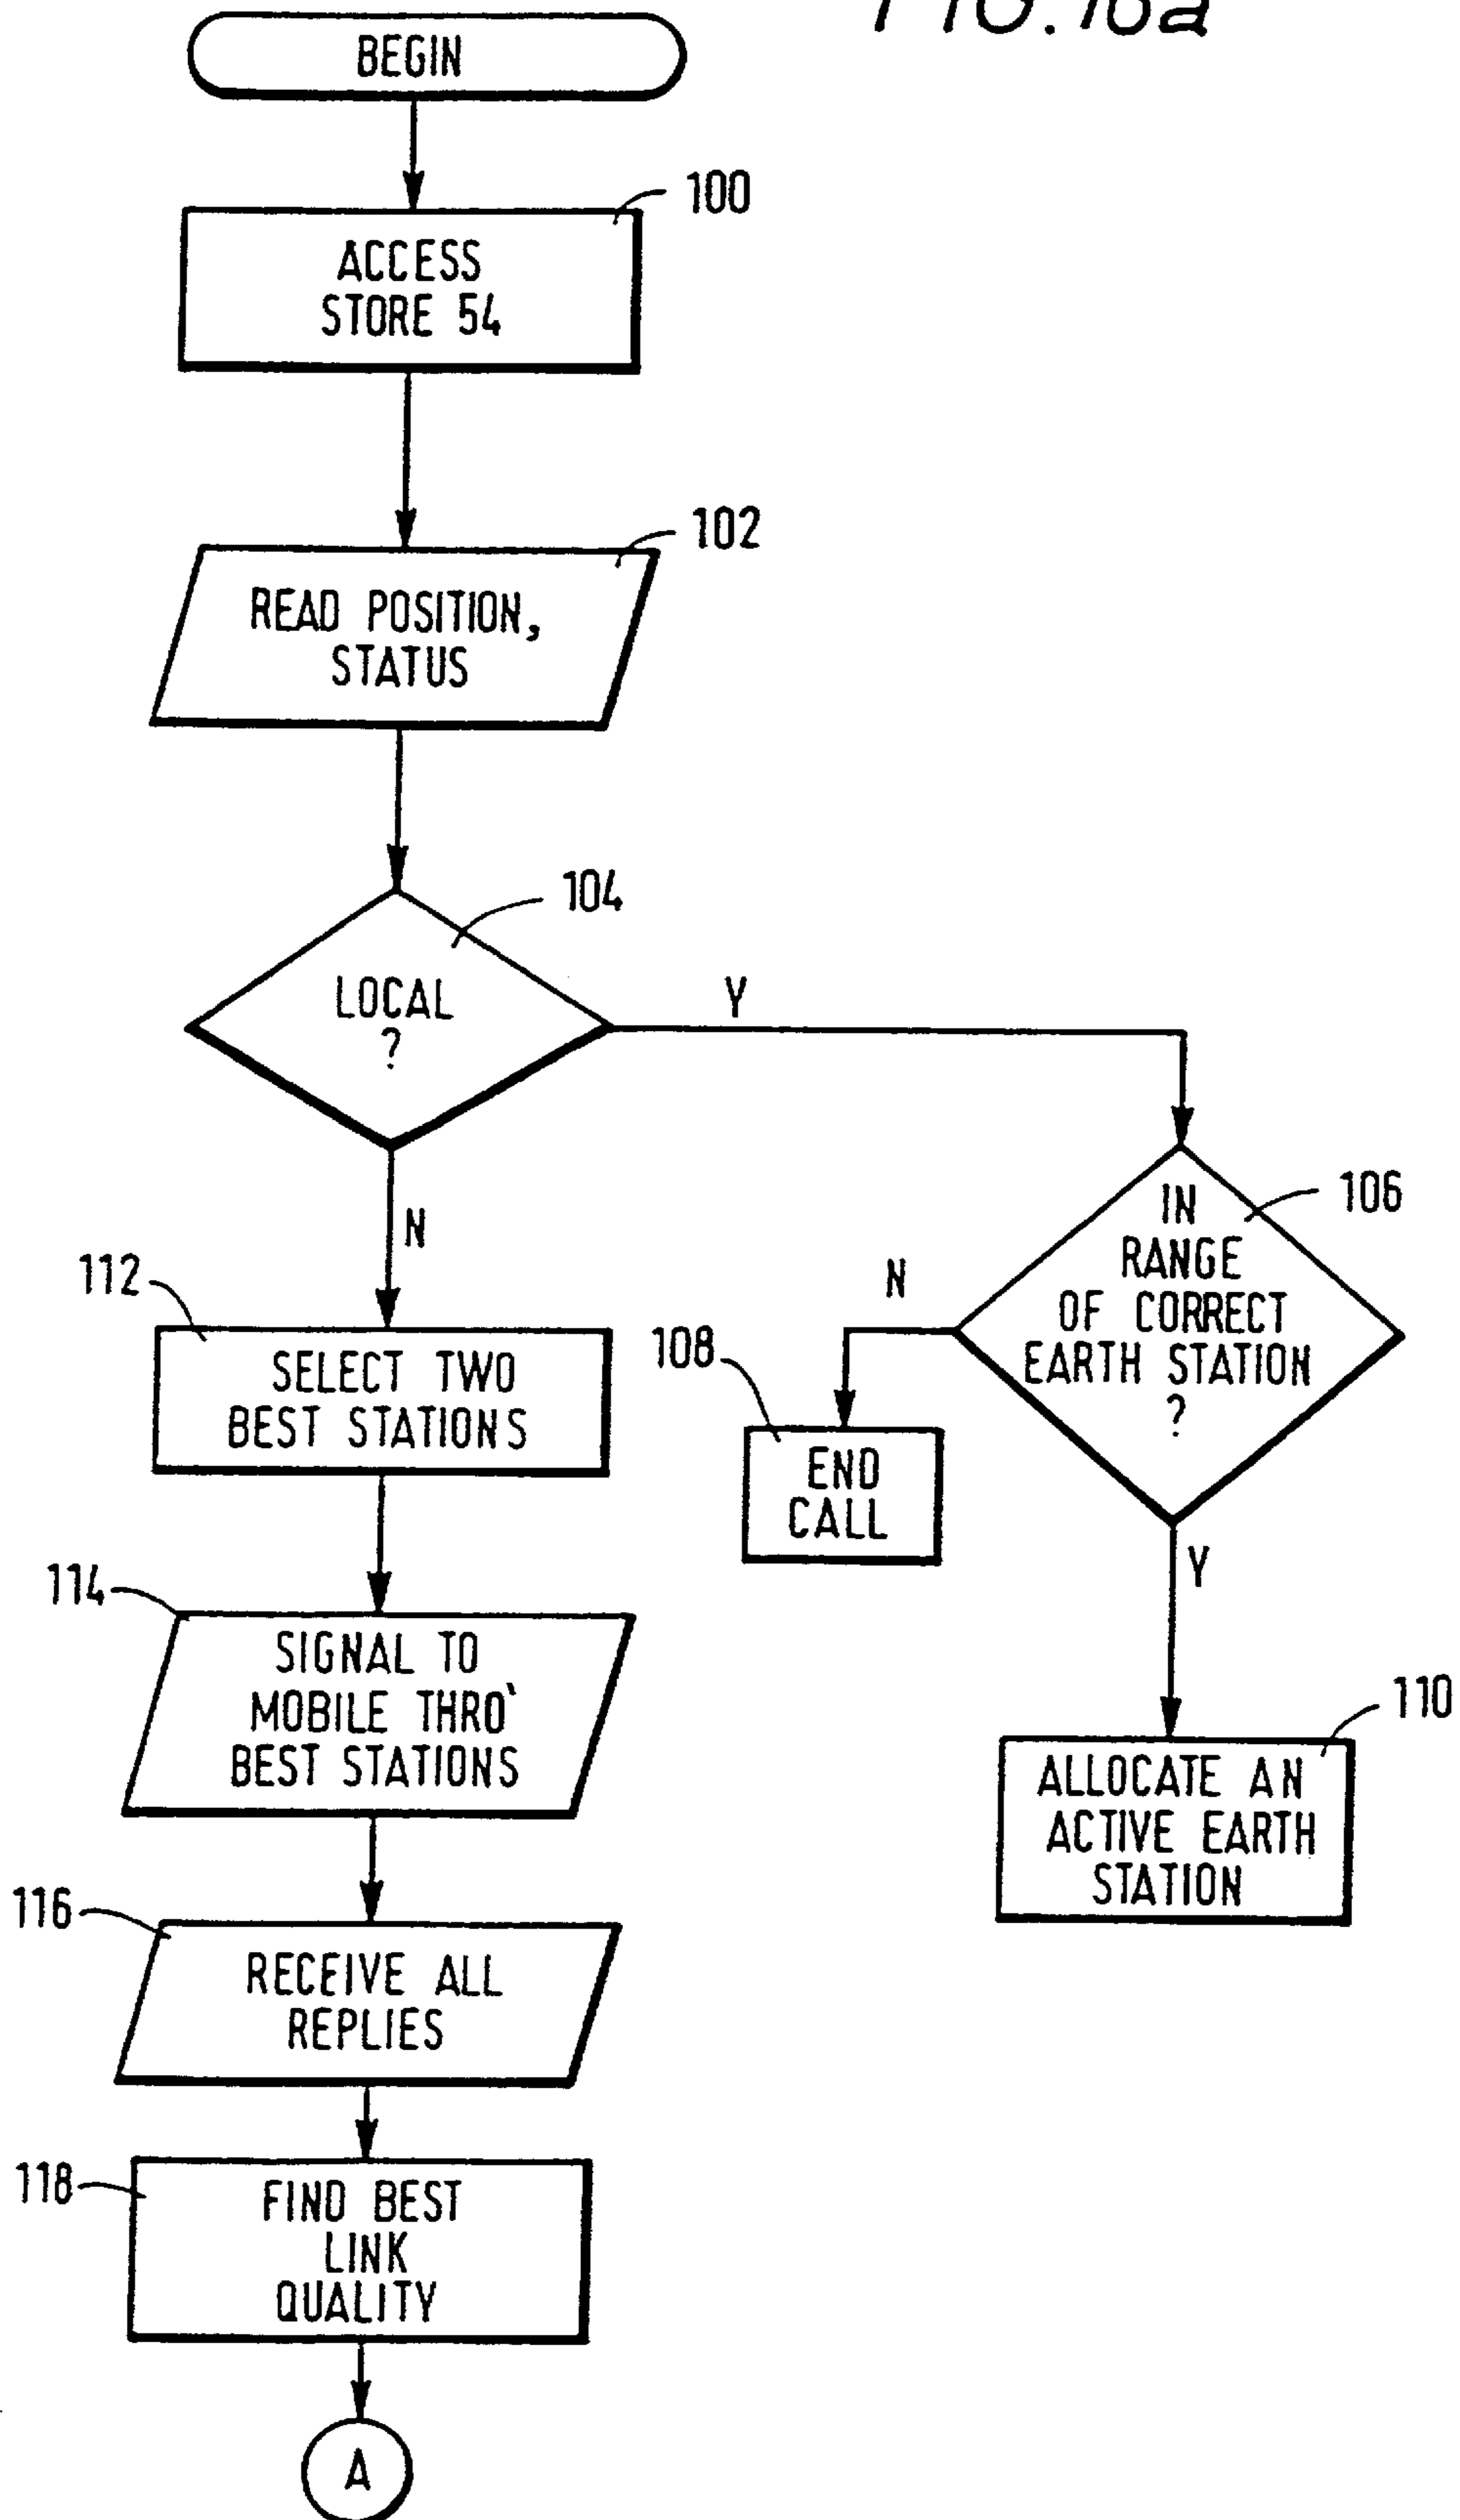 BEGIN
100
ACCESS
STORE 54
102
READ POSITION,
STATUS
104
LOCAL
?
Y
N
106
IN
RANGE
OF CORRECT
EARTH STATION
?
N
108
END
CALL
Y
110
ALLOCATE AN
ACTIVE EARTH
STATION
112
SELECT TWO
BEST STATIONS
114
SIGNAL TO
MOBILE THRO'
BEST STATIONS
116
RECEIVE ALL
REPLIES
118
FIND BEST
LINK
QUALITY
A